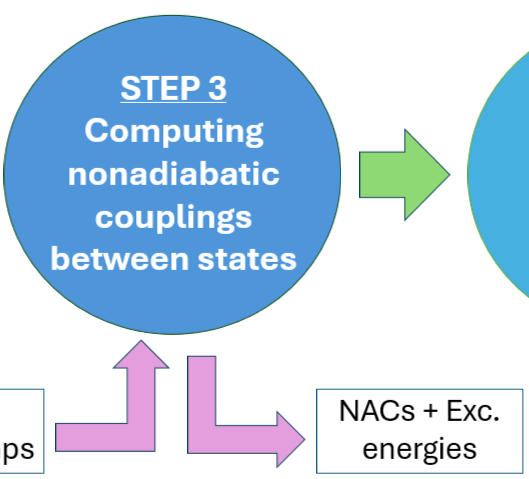 STEP 3
Computing
nonadiabatic
couplings
between states
NACs + Exc.
energies